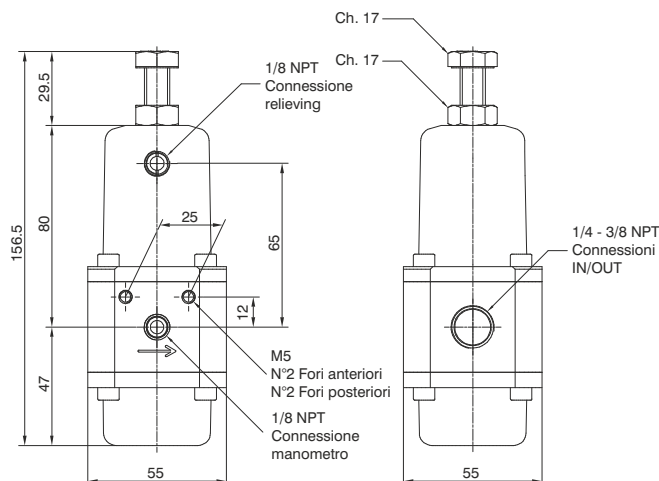 Ch. 17
Ch. 17
1/8 NPT
Connessione
relieving
29.5
80
156.5
47
25
65
12
M5
N°2 Fori anteriori
N°2 Fori posteriori
1/8 NPT
Connessione
manometro
55
1/4 - 3/8 NPT
Connessioni
IN/OUT
55